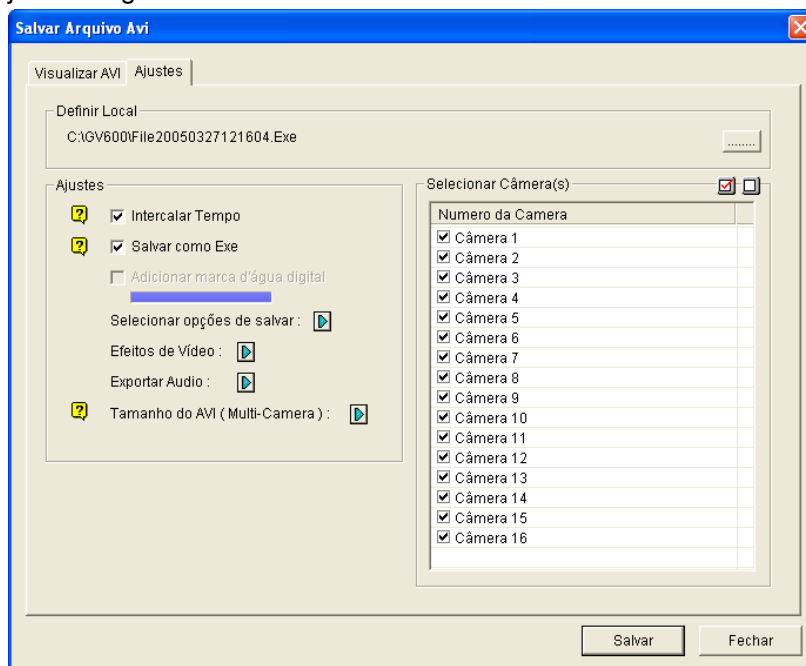 Salvar Arquivo Avi
Visualizar AVI
Ajustes
Definir Local
C:\GV600\File20050327121604.Exe
........
Ajustes
Intercalar Tempo
Salvar como Exe
Adicionar marca d'água digital
Selecionar opções de salvar :
Efeitos de Vídeo :
Exportar Audio :
Tamanho do AVI ( Multi-Camera ) :
Selecionar Câmera(s)
Numero da Camera
Câmera 1
Câmera 2
Câmera 3
Câmera 4
Câmera 5
Câmera 6
Câmera 7
Câmera 8
Câmera 9
Câmera 10
Câmera 11
Câmera 12
Câmera 13
Câmera 14
Câmera 15
Câmera 16
Salvar
Fechar